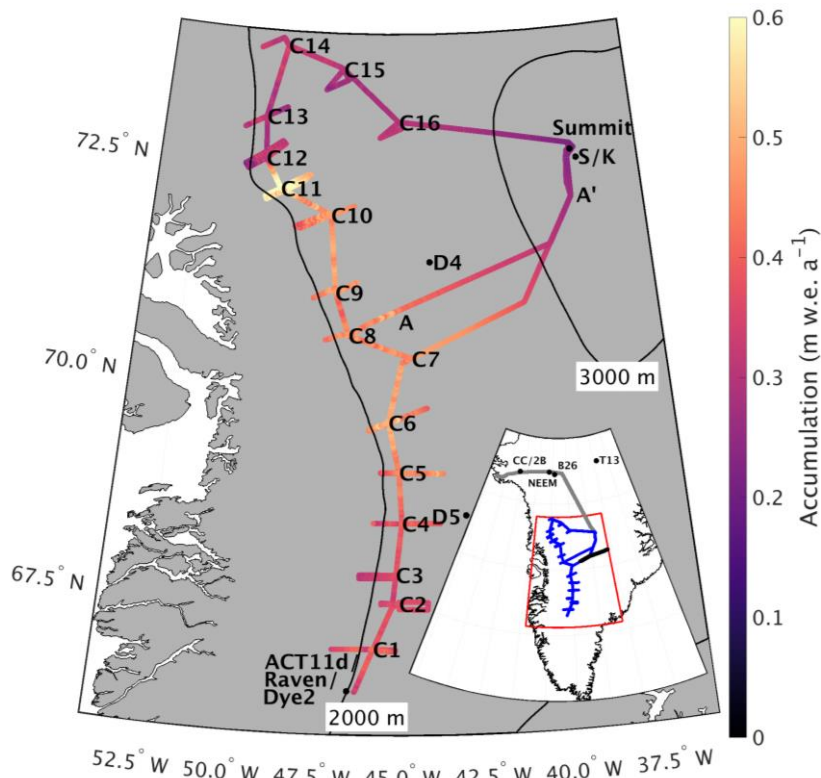 0.6
0.5
0.4
0.3
0.2
0.1
0
Accumulation (m w.e. a⁻¹)
72.5° N
70.0° N
67.5° N
52.5° W
50.0° W
47.5° W
45.0° W
42.5° W
40.0° W
37.5° W
C14
C15
C13
C16
C12
Summit
S/K
C11
A'
C10
D4
C9
A
C8
C7
3000 m
C6
C5
D5
C4
C3
C2
C1
ACT11d/
Raven/
Dye2
2000 m
CC/2B
B26
T13
NEEM